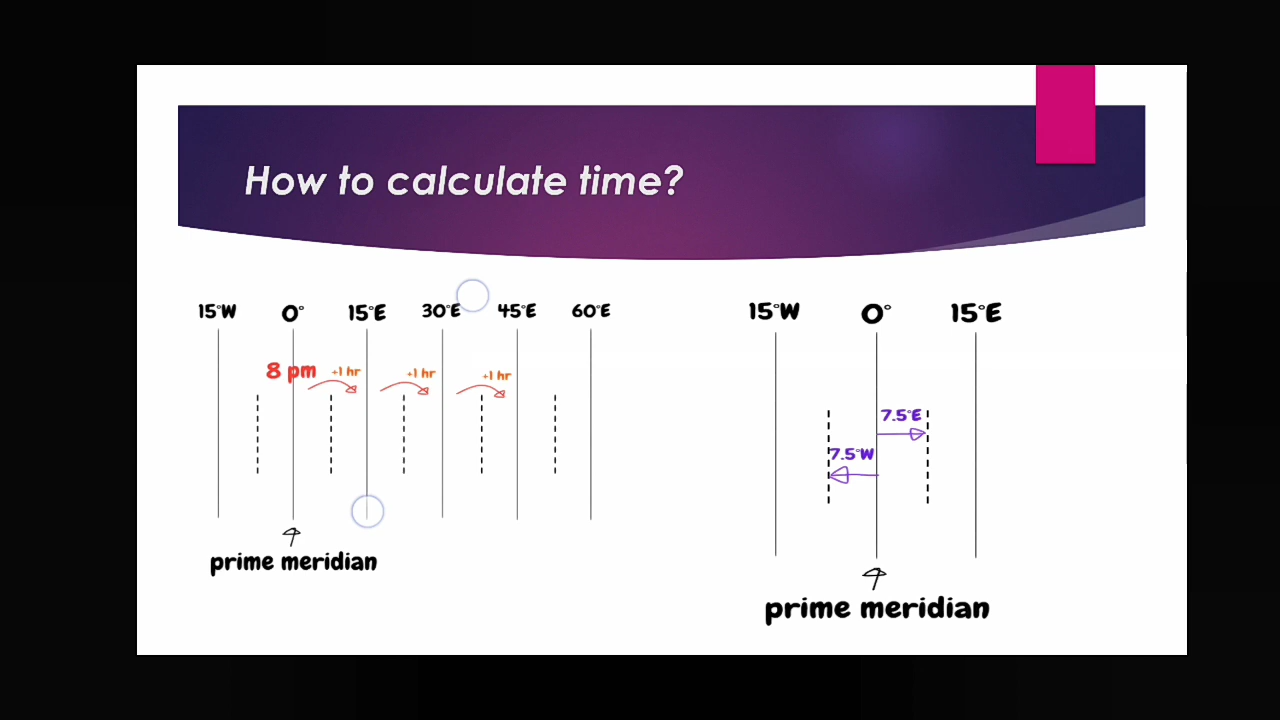 How to calculate time?
15°W 0° 15°E 30°E 45°E 60°E
8 pm +1 hr +1 hr +1 hr
prime meridian
15°W 0° 15°E
7.5°E
7.5°W
prime meridian